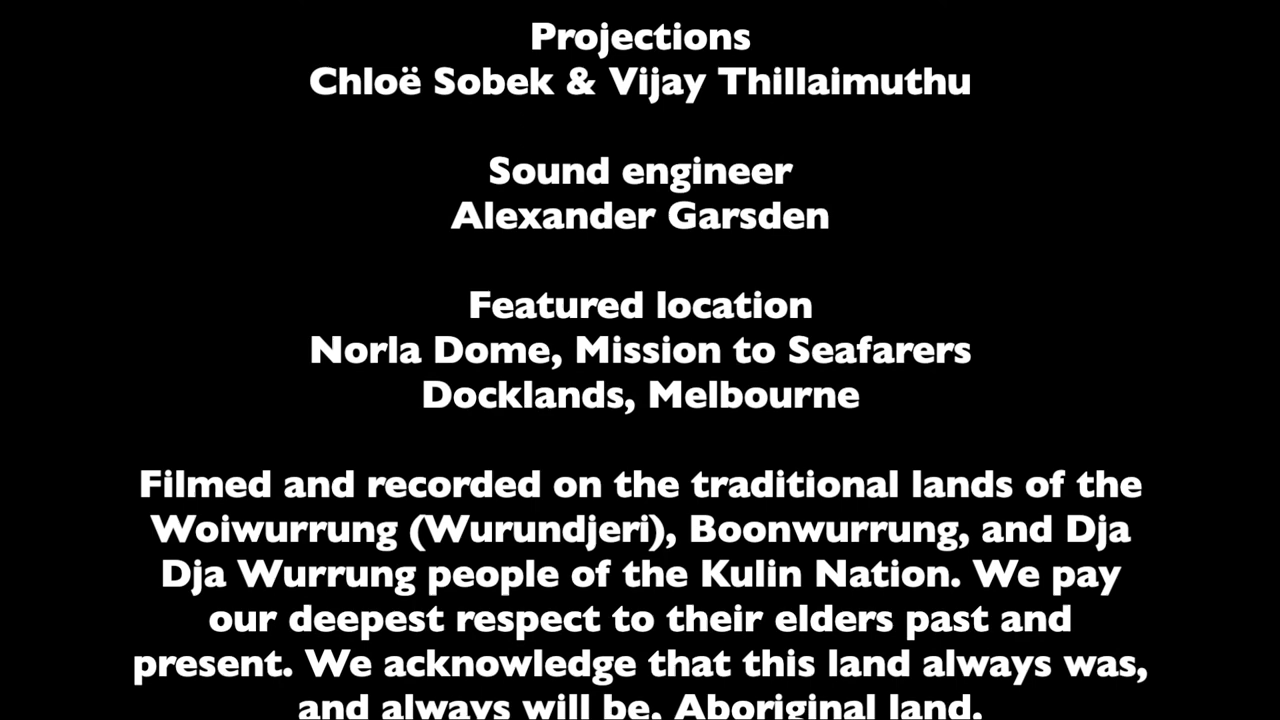 Projections
Chloë Sobek & Vijay Thillaimuthu
Sound engineer
Alexander Garsden
Featured location
Norla Dome, Mission to Seafarers
Docklands, Melbourne
Filmed and recorded on the traditional lands of the
Woiwurrung (Wurundjeri), Boonwurrung, and Dja
Dja Wurrung people of the Kulin Nation. We pay
our deepest respect to their elders past and
present. We acknowledge that this land always was,
and always will be, Aboriginal land.